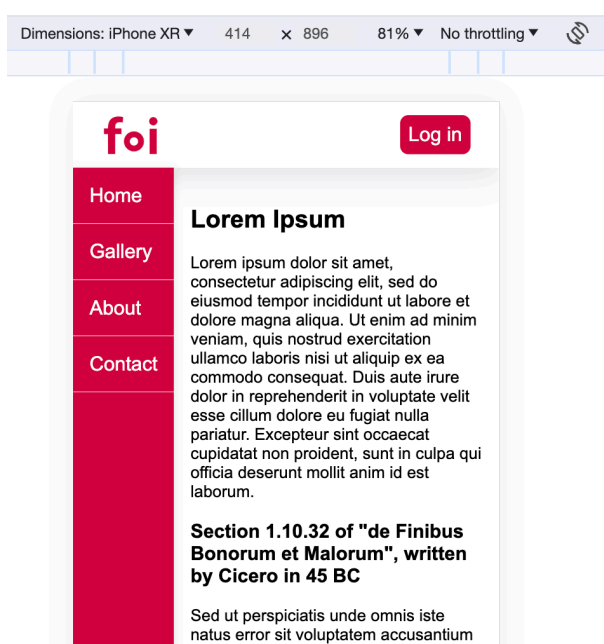 Dimensions: iPhone XR ▼ 414 × 896 81% ▼ No throttling ▼
foi
Log in
Home
Gallery
About
Contact
Lorem Ipsum
Lorem ipsum dolor sit amet,
consectetur adipiscing elit, sed do
eiusmod tempor incididunt ut labore et
dolore magna aliqua. Ut enim ad minim
veniam, quis nostrud exercitation
ullamco laboris nisi ut aliquip ex ea
commodo consequat. Duis aute irure
dolor in reprehenderit in voluptate velit
esse cillum dolore eu fugiat nulla
pariatur. Excepteur sint occaecat
cupidatat non proident, sunt in culpa qui
officia deserunt mollit anim id est
laborum.
Section 1.10.32 of "de Finibus
Bonorum et Malorum", written
by Cicero in 45 BC
Sed ut perspiciatis unde omnis iste
natus error sit voluptatem accusantium